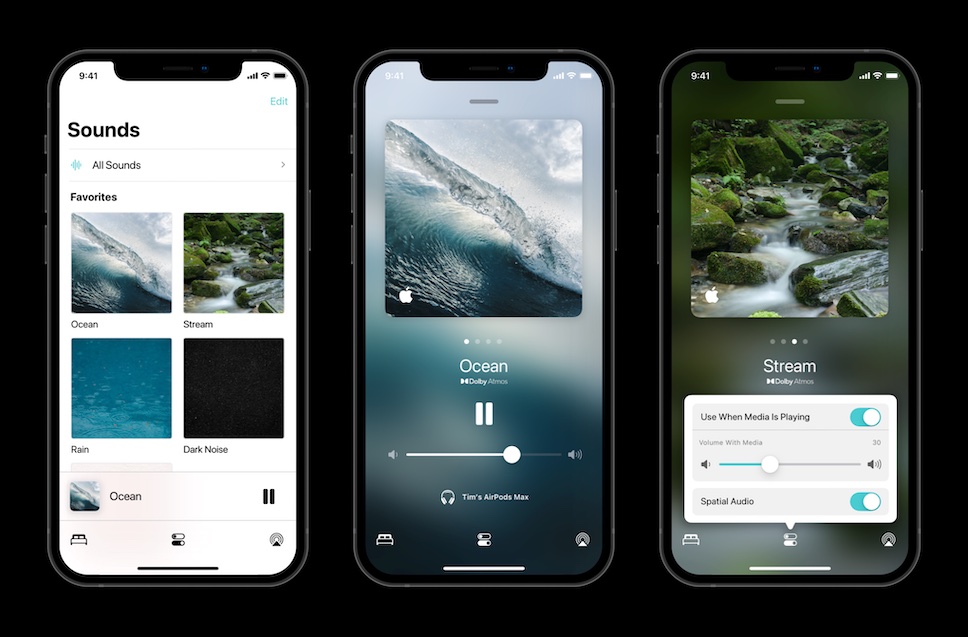 9:41
Edit
Sounds
All Sounds
Favorites
Ocean
Stream
Rain
Dark Noise
Ocean
9:41
Ocean
Dolby Atmos
Tim's AirPods Max
9:41
Stream
Dolby Atmos
Use When Media Is Playing
Volume With Media
30
Spatial Audio